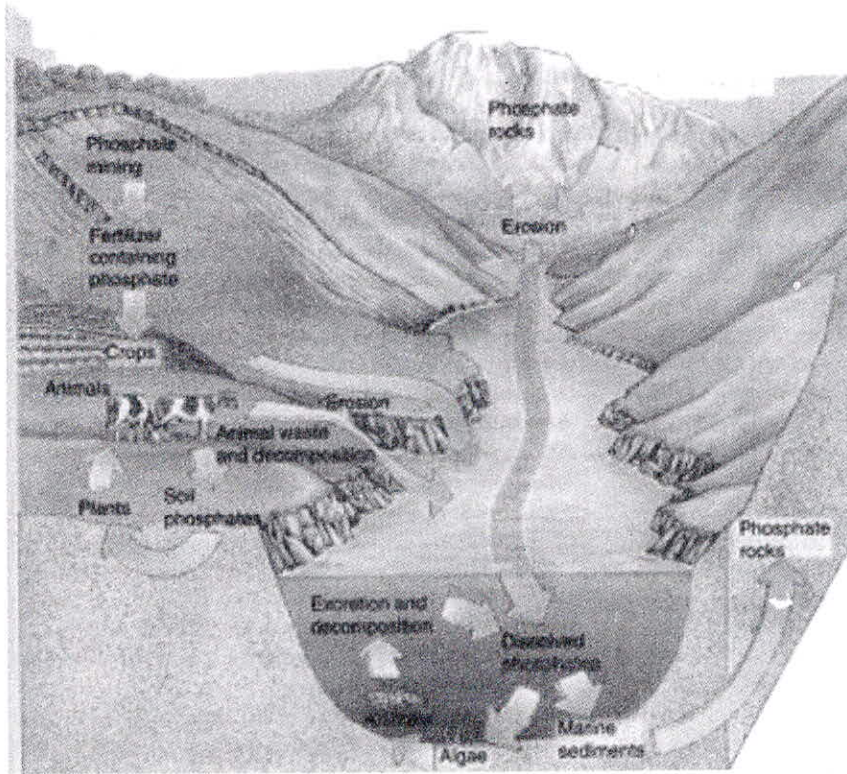 Phosphate
rocks
Phosphate
mining
Erosion
Fertilizer
containing
phosphate
Crops
Animals
Erosion
Animal waste
and decomposition
Plants
Soil
phosphates
Phosphate
rocks
Excretion and
decomposition
Dissolved
phosphates
Animals
Algae
Marine
sediments